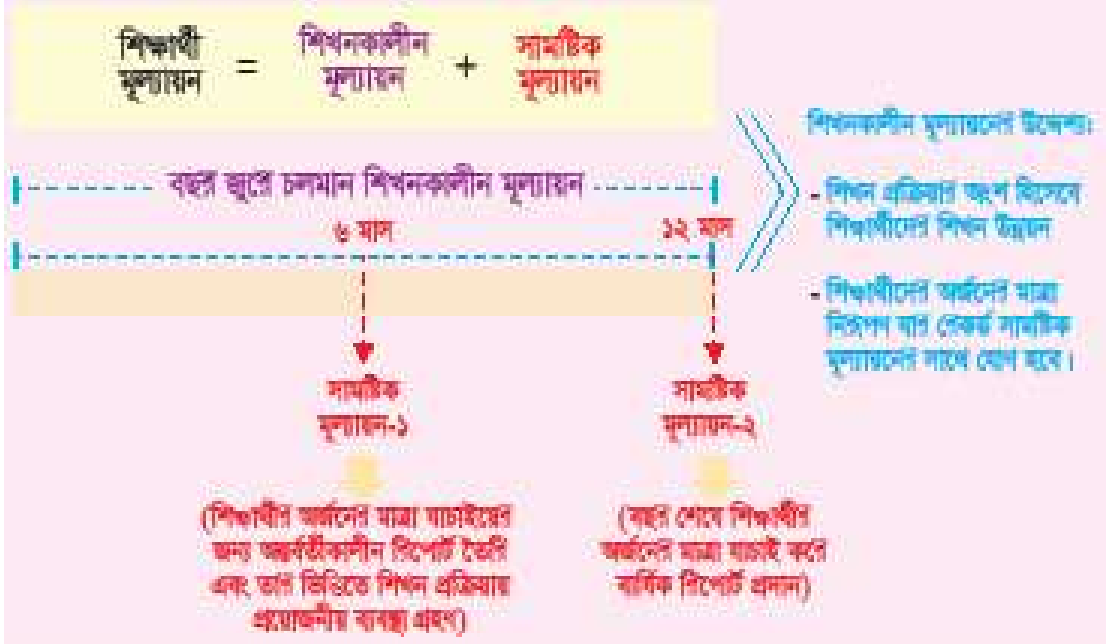 শিক্ষার্থী
মূল্যায়ন
=
শিখনকালীন
মূল্যায়ন
+
সামষ্টিক
মূল্যায়ন
শিখনকালীন মূল্যায়নের উদ্দেশ্যঃ
বছর জুরে চলমান শিখনকালীন মূল্যায়ন
- শিখন প্রক্রিয়ার অংশ হিসেবে
শিক্ষার্থীদের শিখন উন্নয়ন
৬ মাস
১২ মাস
- শিক্ষার্থীদের অর্জনের মাত্রা
নিরূপণ যার রেকর্ড সামষ্টিক
মূল্যায়নের সাথে যোগ হবে।
সামষ্টিক
মূল্যায়ন-১
সামষ্টিক
মূল্যায়ন-২
(শিক্ষার্থীর অর্জনের মাত্রা যাচাইয়ের
জন্য অন্তর্বর্তীকালীন রিপোর্ট তৈরি
এবং তার ভিত্তিতে শিখন প্রক্রিয়ায়
প্রয়োজনীয় ব্যবস্থা গ্রহণ)
(বছর শেষে শিক্ষার্থীর
অর্জনের মাত্রা যাচাই করে
বার্ষিক রিপোর্ট প্রদান)